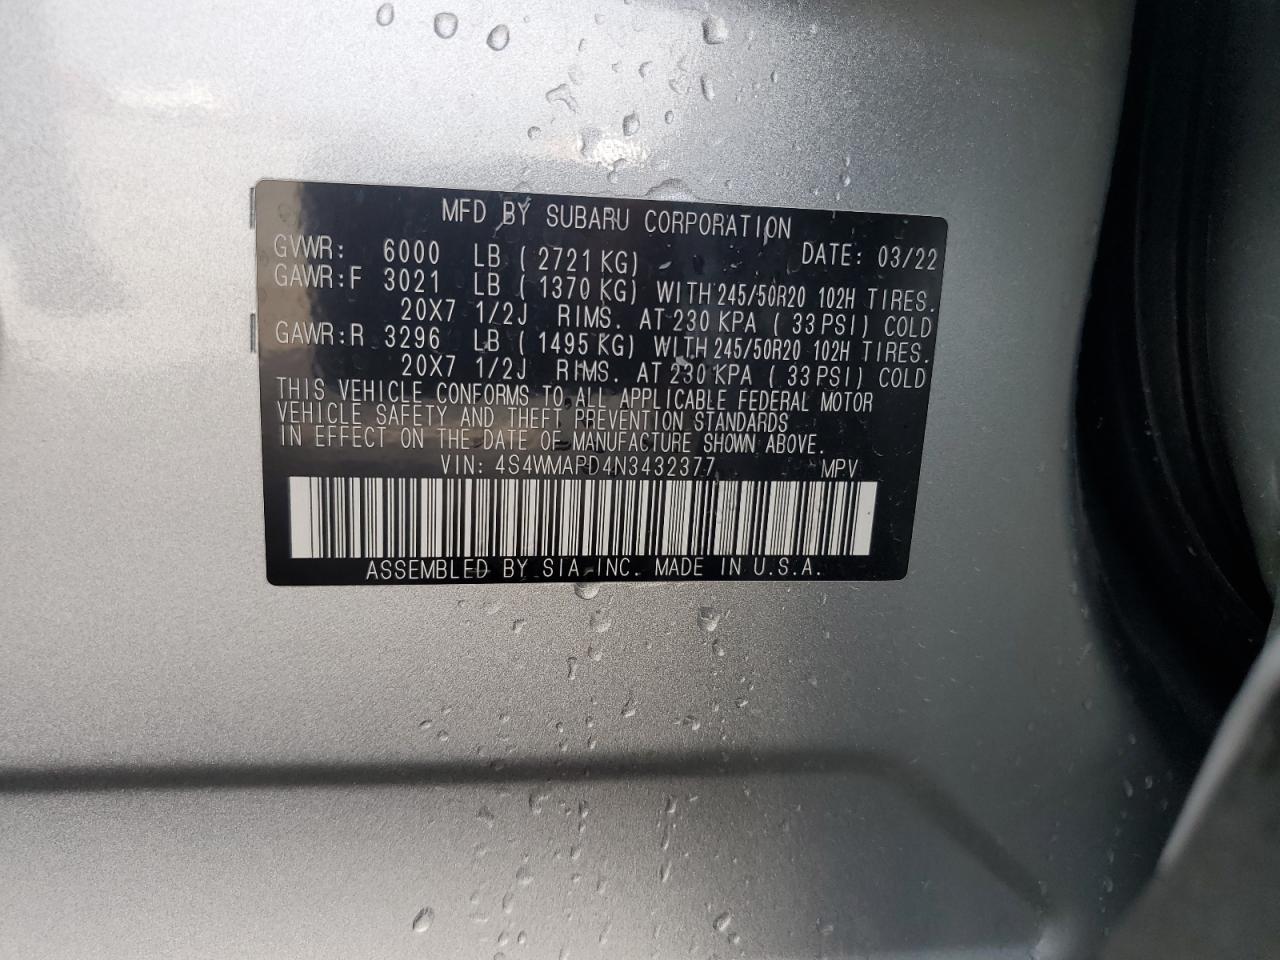 MFD BY SUBARU CORPORATION
GVWR: 6000 LB ( 2721 KG) DATE: 03/22
GAWR:F 3021 LB ( 1370 KG) WITH 245/50R20 102H TIRES.
20X7 1/2J RIMS. AT 230 KPA ( 33 PSI) COLD
GAWR:R 3296 LB ( 1495 KG) WITH 245/50R20 102H TIRES.
20X7 1/2J RIMS. AT 230 KPA ( 33 PSI) COLD
THIS VEHICLE CONFORMS TO ALL APPLICABLE FEDERAL MOTOR
VEHICLE SAFETY AND THEFT PREVENTION STANDARDS
IN EFFECT ON THE DATE OF MANUFACTURE SHOWN ABOVE.
VIN: 4S4WMAPD4N3432377 MPV
ASSEMBLED BY SIA INC. MADE IN U.S.A.